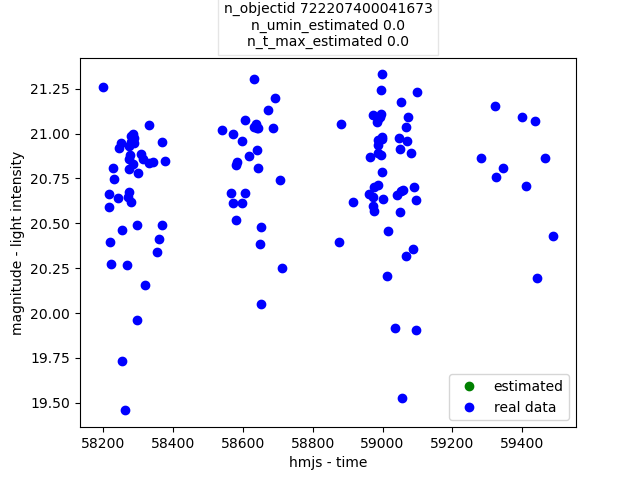 n_objectid 722207400041673
n_umin_estimated 0.0
n_t_max_estimated 0.0
magnitude - light intensity
21.25
21.00
20.75
20.50
20.25
20.00
19.75
19.50
58200 58400 58600 58800 59000 59200 59400
hmjs - time
estimated
real data